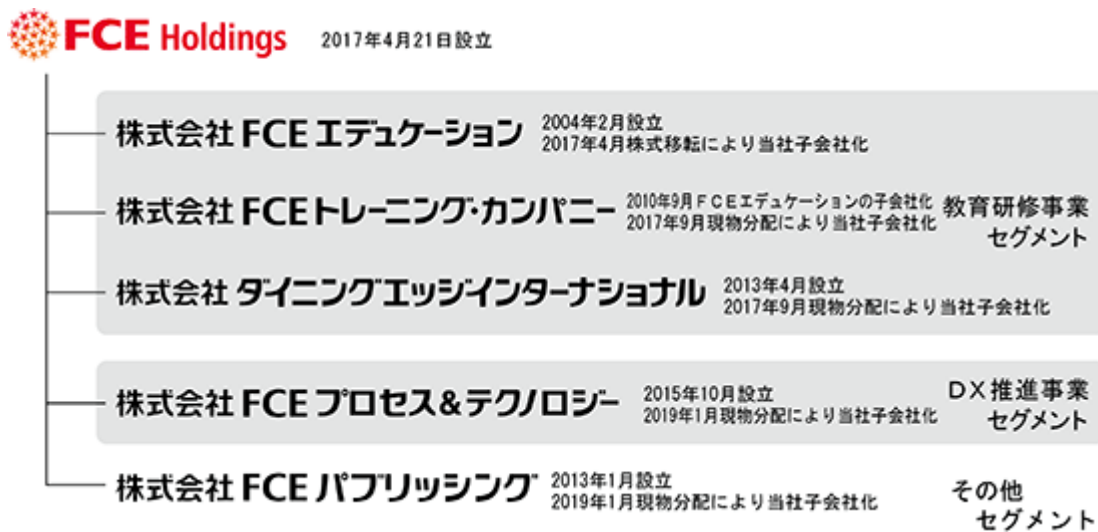 FCE Holdings 2017年4月21日設立
株式会社 FCE エデュケーション 2004年2月設立
2017年4月株式移転により当社子会社化
株式会社 FCE トレーニング・カンパニー 2010年9月FCEエデュケーションの子会社化
2017年9月現物分配により当社子会社化
教育研修事業
セグメント
株式会社 ダイニングエッジインターナショナル 2013年4月設立
2017年9月現物分配により当社子会社化
株式会社 FCE プロセス&テクノロジー 2015年10月設立
2019年1月現物分配により当社子会社化
DX推進事業
セグメント
株式会社 FCE パブリッシング 2013年1月設立
2019年1月現物分配により当社子会社化
その他
セグメント